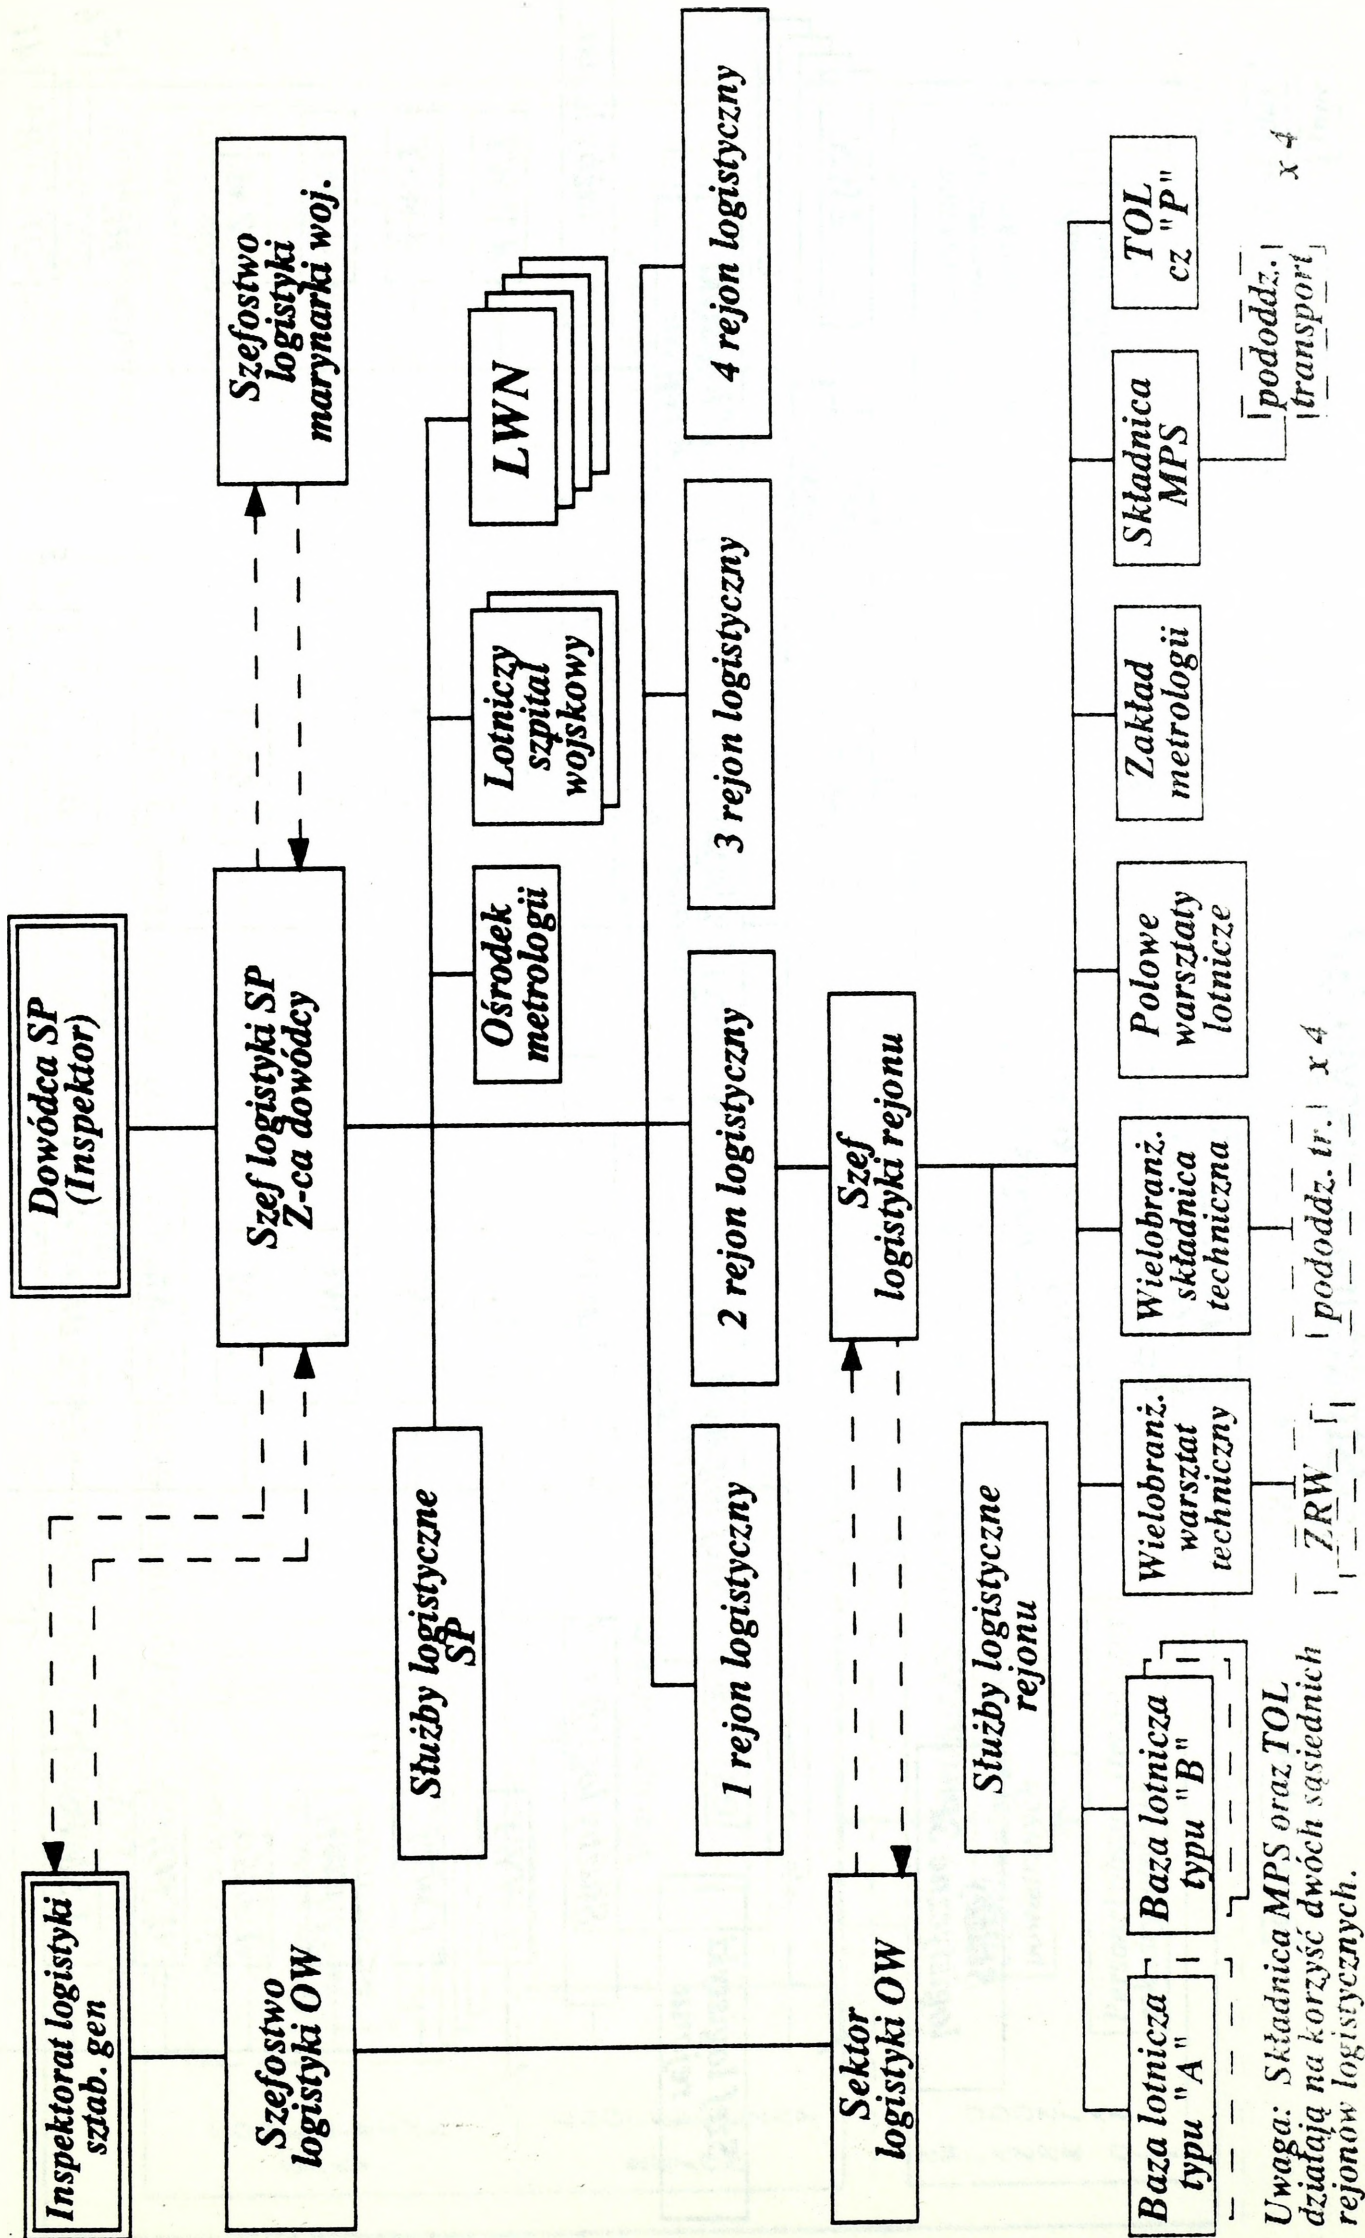 Dowódca SP
(Inspektor)
Inspektorat logistyki
sztab. gen
Szef logistyki SP
Z-ca dowódcy
Szefostwo
logistyki
marynarki woj.
Szefostwo
logistyki OW
Służby logistyczne
SP
Ośrodek
metrologii
Lotniczy
szpital
wojskowy
LWN
1 rejon logistyczny
2 rejon logistyczny
3 rejon logistyczny
4 rejon logistyczny
Sektor
logistyki OW
Szef
logistyki rejonu
Służby logistyczne
rejonu
Baza lotnicza
typu "A"
Baza lotnicza
typu "B"
Wielobranż.
warsztat
techniczny
Wielobranż.
składnica
techniczna
Polowe
warsztaty
lotnicze
Zakład
metrologii
Składnica
MPS
TOL
cz "P"
ZRW
pododdz. tr.
x 4
pododdz.
transport
x 4
Uwaga: Składnica MPS oraz TOL
działają na korzyść dwóch sąsiednich
rejonów logistycznych.